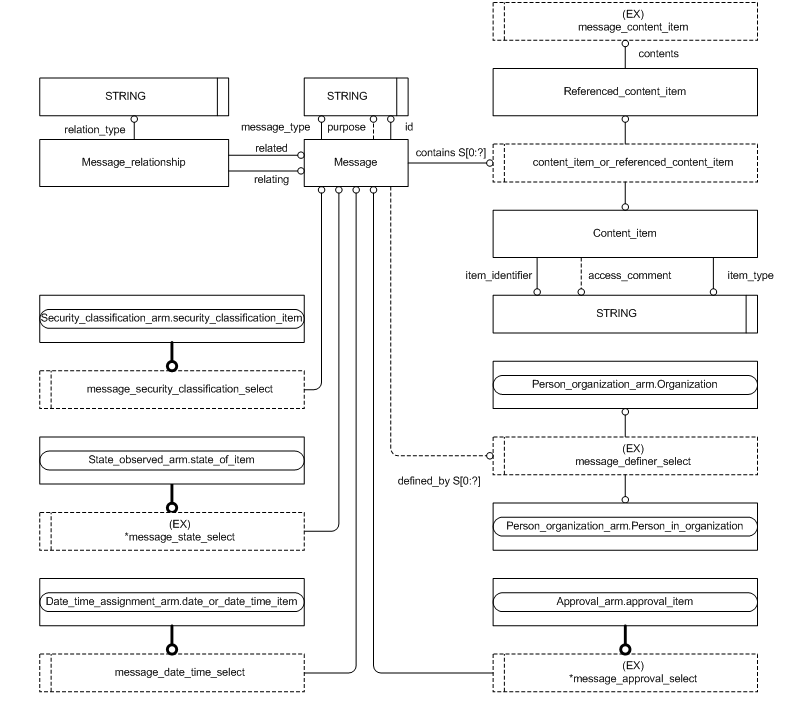 (EX)
message_content_item
contents
STRING
STRING
Referenced_content_item
relation_type
message_type
purpose
id
Message_relationship
related
relating
Message
contains S[0:?]
content_item_or_referenced_content_item
Content_item
item_identifier
access_comment
item_type
STRING
Security_classification_arm.security_classification_item
message_security_classification_select
Person_organization_arm.Organization
State_observed_arm.state_of_item
(EX)
message_definer_select
defined_by S[0:?]
(EX)
*message_state_select
Person_organization_arm.Person_in_organization
Date_time_assignment_arm.date_or_date_time_item
Approval_arm.approval_item
message_date_time_select
(EX)
*message_approval_select